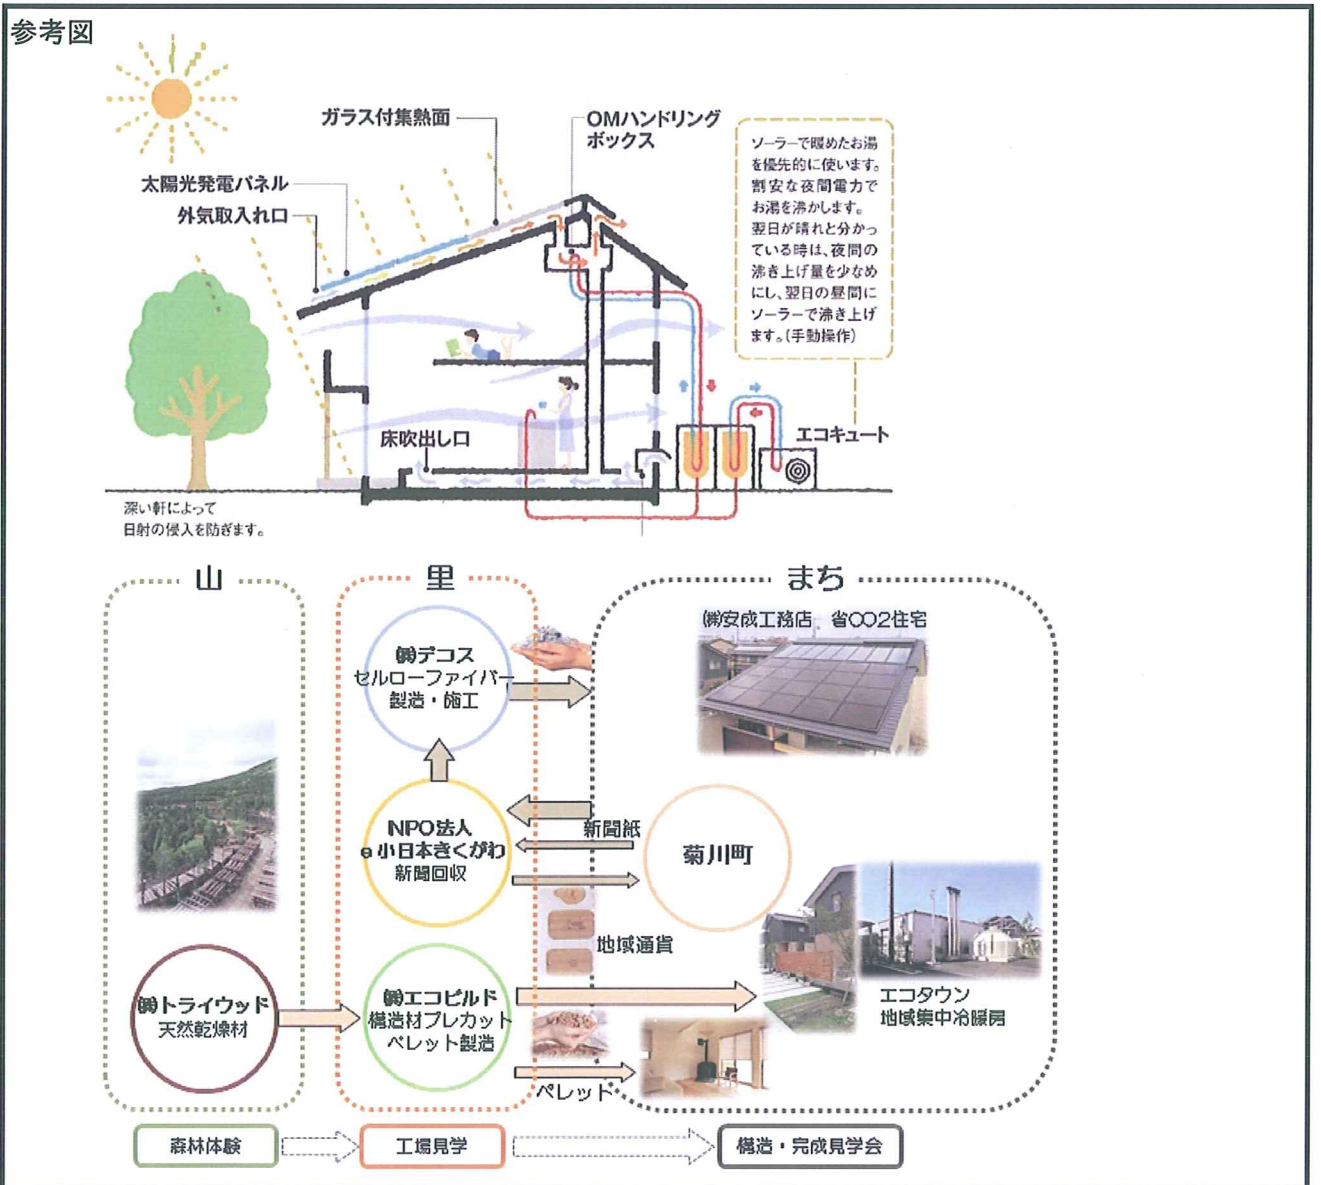 参考図
ガラス付集熱面
OMハンドリング
ボックス
太陽光発電パネル
外気取入れ口
ソーラーで暖めたお湯
を優先的に使います。
割安な夜間電力で
お湯を沸かします。
翌日が晴れと分かっ
ている時は、夜間の
沸き上げ量を少なめ
にし、翌日の昼間に
ソーラーで沸き上げ
ます。(手動操作)
床吹出し口
エコキュート
深い軒によって
日射の侵入を防ぎます。
山
里
まち
㈱デコス
セルローファイバー
製造・施工
㈱安成工務店 省CO2住宅
NPO法人
e小日本きくがわ
新聞回収
新聞紙
菊川町
地域通貨
㈱トライウッド
天然乾燥材
㈱エコビルド
構造材プレカット
ペレット製造
エコタウン
地域集中冷暖房
ペレット
森林体験
工場見学
構造・完成見学会